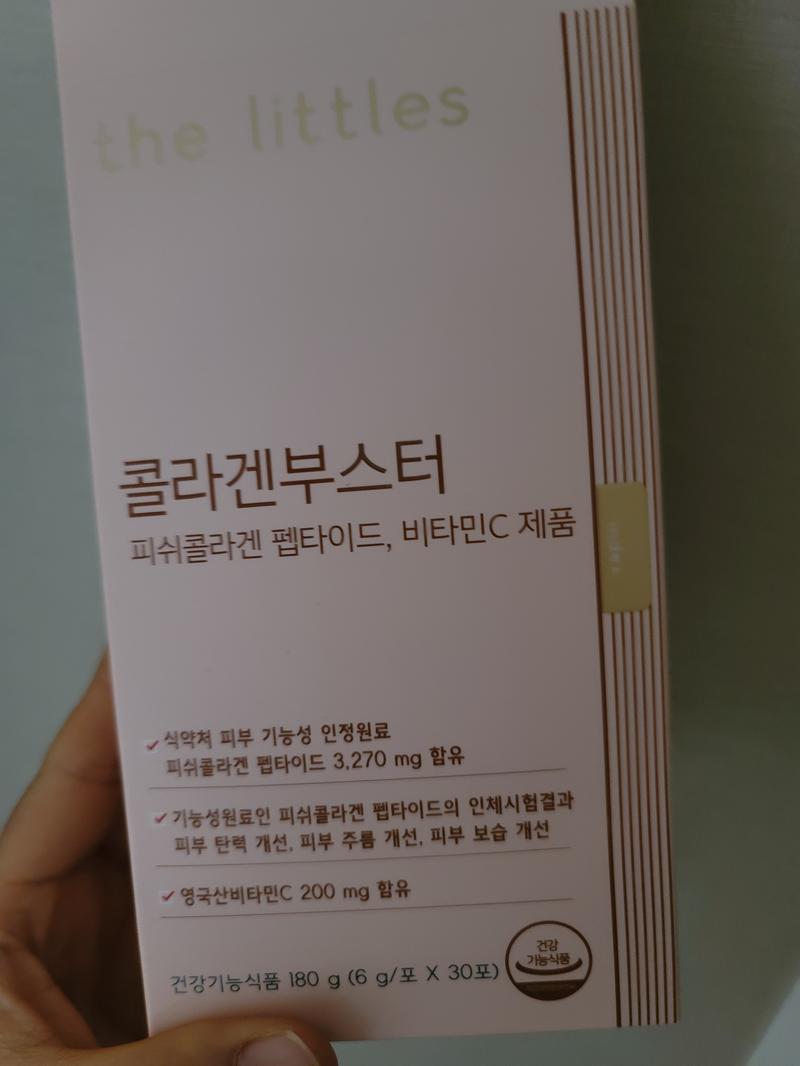 the littles
콜라겐부스터
피쉬콜라겐 펩타이드, 비타민C 제품
식약처 피부 기능성 인정원료
피쉬콜라겐 펩타이드 3,270 mg 함유
기능성원료인 피쉬콜라겐 펩타이드의 인체시험결과
피부 탄력 개선, 피부 주름 개선, 피부 보습 개선
영국산비타민C 200 mg 함유
건강기능식품 180 g (6 g/포 X 30포)
건강
기능식품